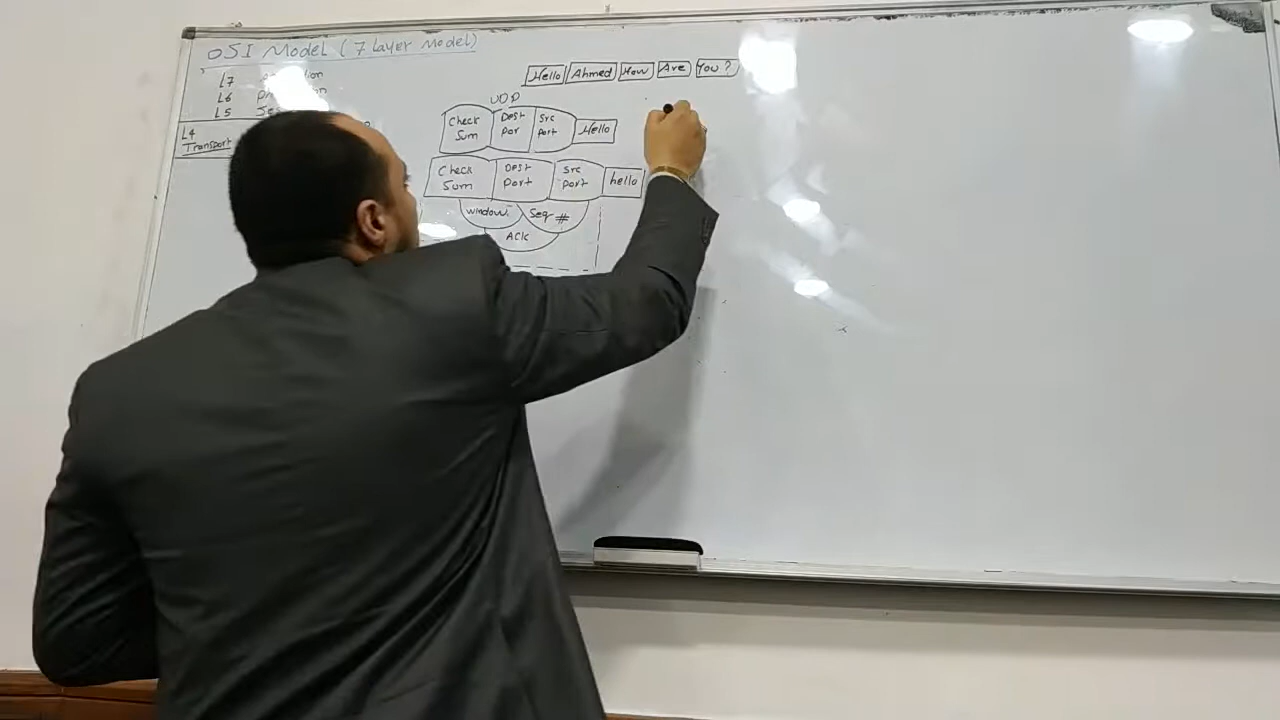 OSI Model (7 Layer Model)
L7
L6
L5
L4
Transport
Hello Ahmed How Are You?
UDP
Check Sum Dest Por Src Port Hello
Check Sum Dest Port Src Port hello
window Seq #
Ack